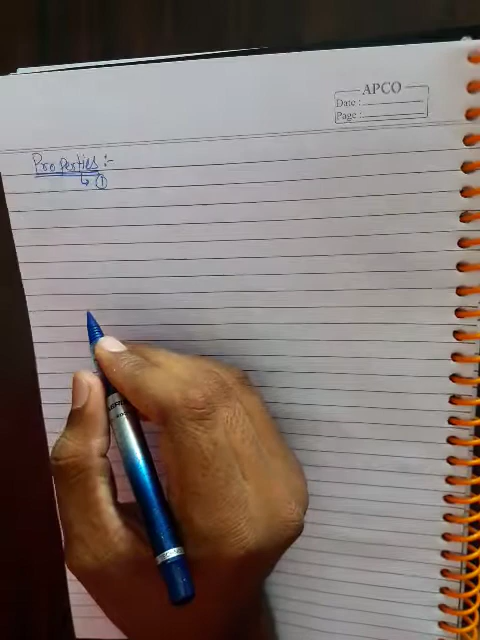 APCO
Date :
Page :
Properties :-
↳ ①